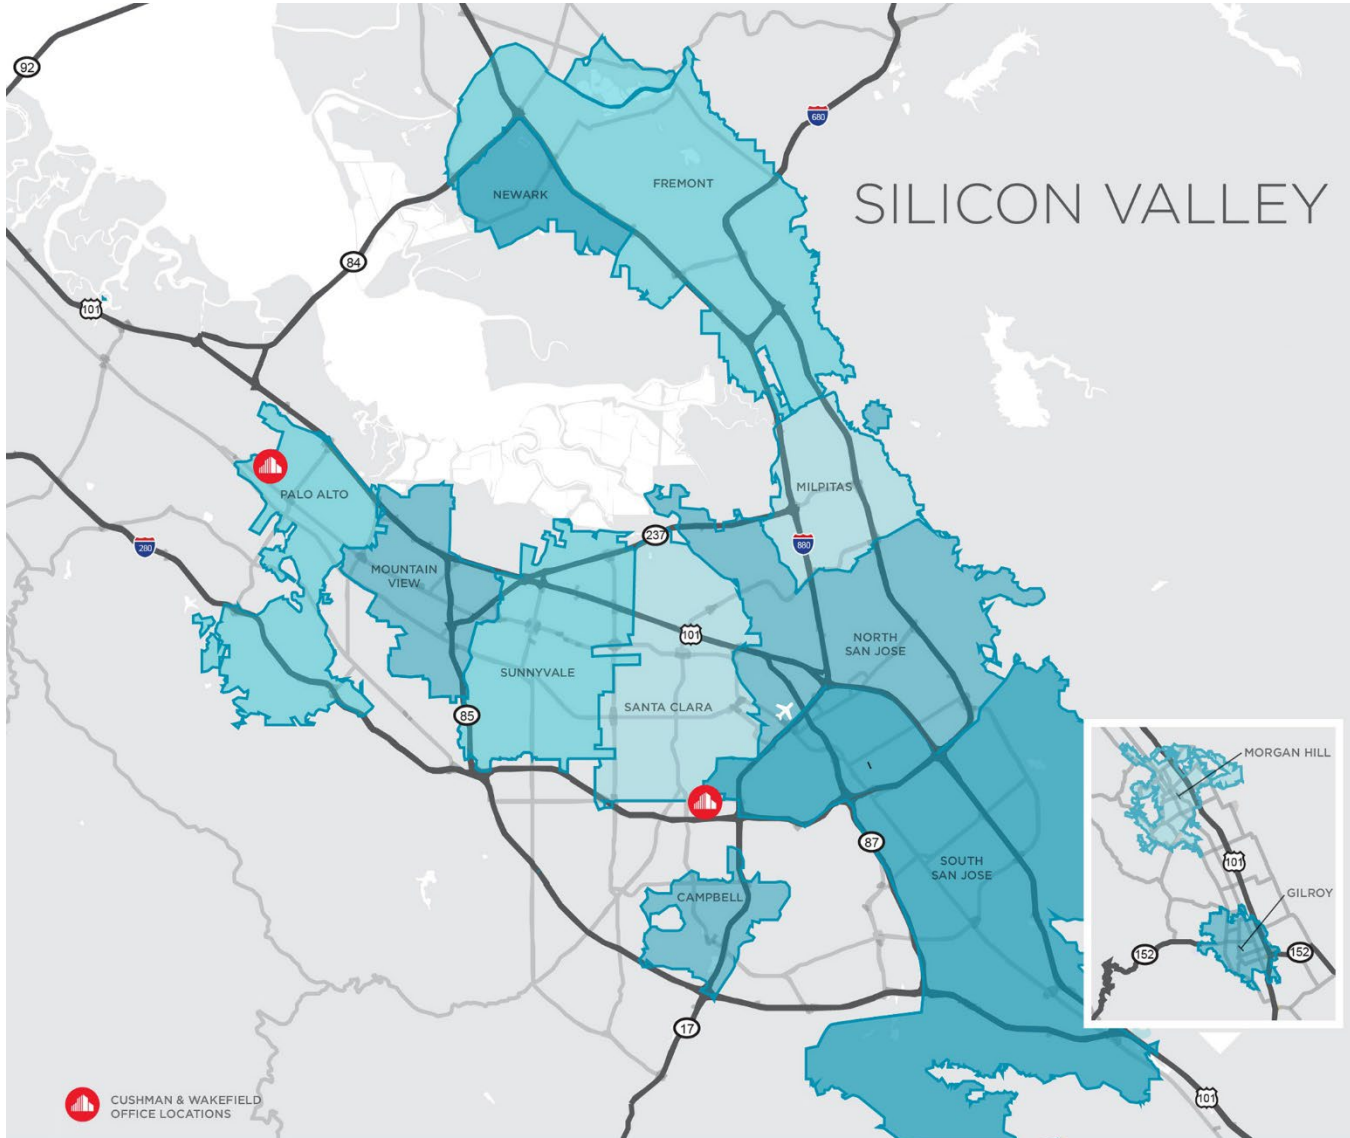 92
680
SILICON VALLEY
FREMONT
NEWARK
84
101
PALO ALTO
MILPITAS
237
280
880
MOUNTAIN
VIEW
101
NORTH
SAN JOSE
SUNNYVALE
SANTA CLARA
85
MORGAN HILL
87
101
SOUTH
SAN JOSE
GILROY
CAMPBELL
152
152
17
101
CUSHMAN & WAKEFIELD
OFFICE LOCATIONS